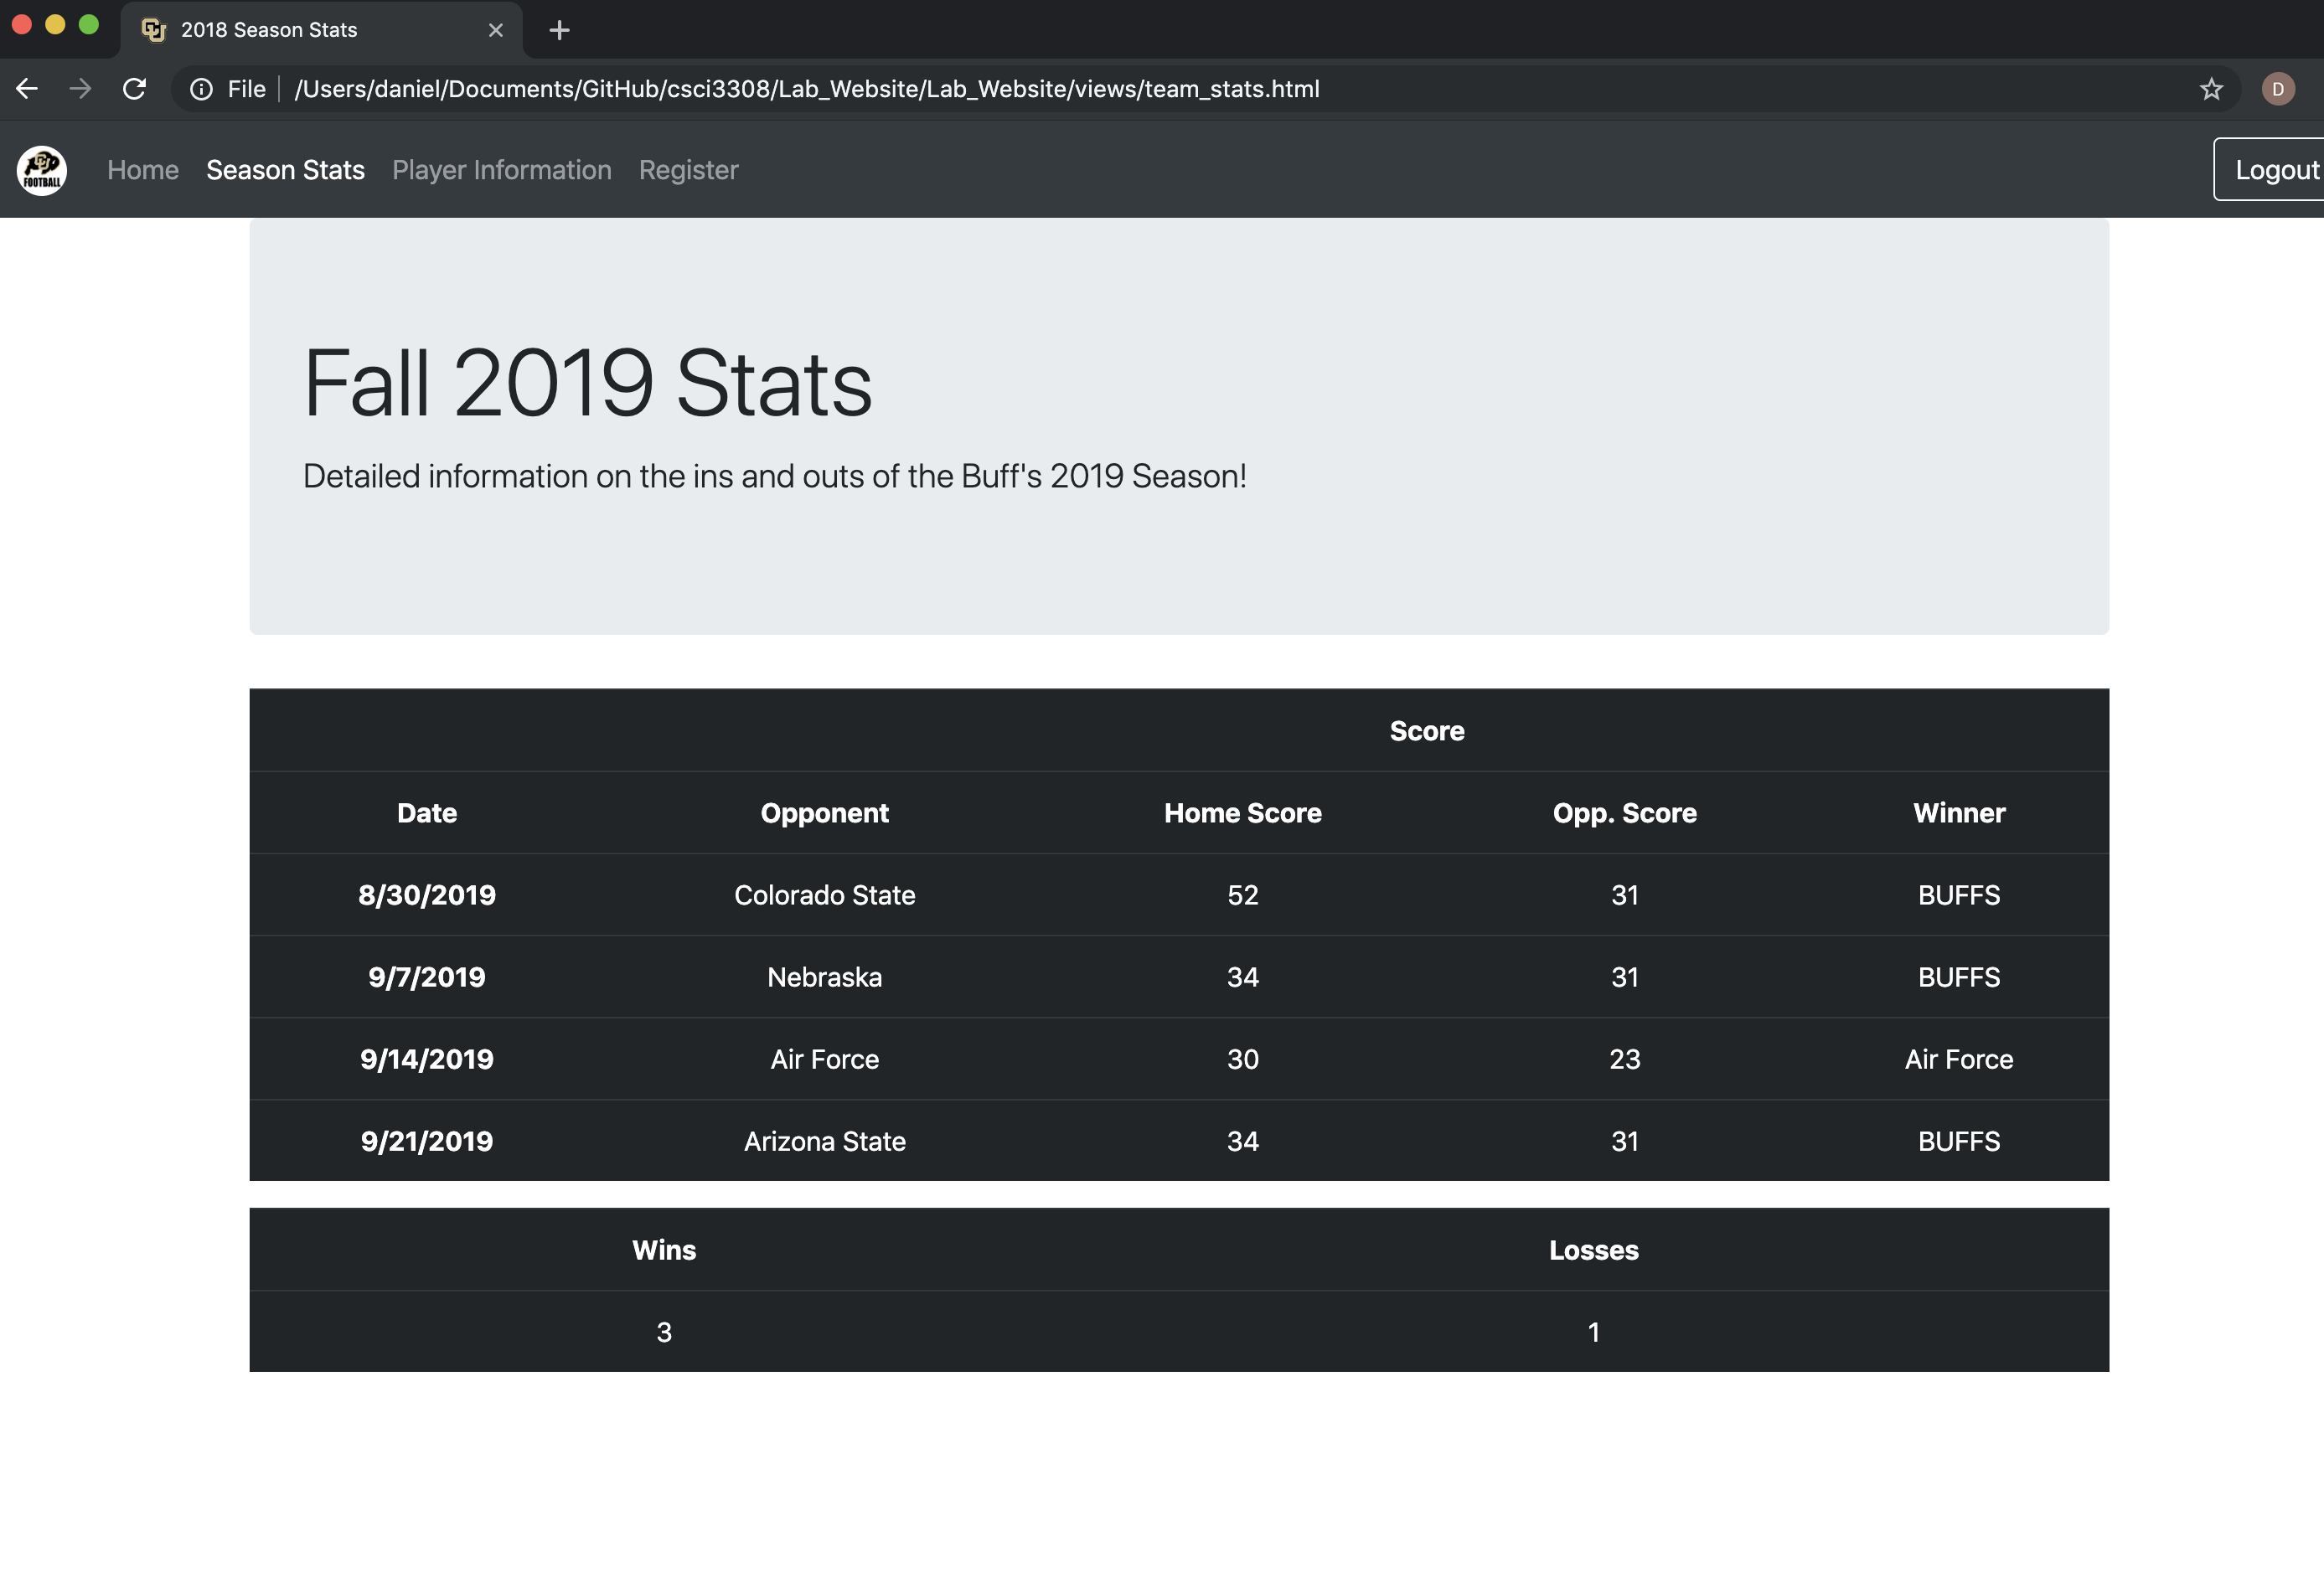 2018 Season Stats
File /Users/daniel/Documents/GitHub/csci3308/Lab_Website/Lab_Website/views/team_stats.html
D
CU FOOTBALL Home Season Stats Player Information Register Logout
Fall 2019 Stats
Detailed information on the ins and outs of the Buff's 2019 Season!
Score
Date Opponent Home Score Opp. Score Winner
8/30/2019 Colorado State 52 31 BUFFS
9/7/2019 Nebraska 34 31 BUFFS
9/14/2019 Air Force 30 23 Air Force
9/21/2019 Arizona State 34 31 BUFFS
Wins Losses
3 1